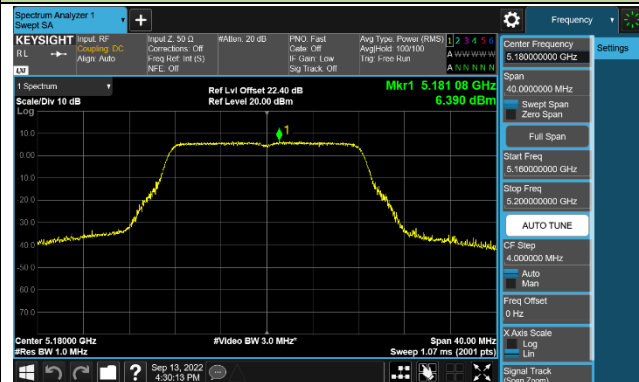 Spectrum Analyzer 1
Swept SA
+
Frequency
KEYSIGHT
RL
LXI
Input: RF
Coupling: DC
Align: Auto
Input Z: 50 Ω
Corrections: Off
Freq Ref: Int (S)
NFE: Off
#Atten: 20 dB
PNO: Fast
Gate: Off
IF Gain: Low
Sig Track: Off
Avg Type: Power (RMS)
Avg|Hold: 100/100
Trig: Free Run
1 2 3 4 5 6
A W W W W W
A N N N N N
1 Spectrum
Scale/Div 10 dB
Ref Lvl Offset 22.40 dB
Ref Level 20.00 dBm
Mkr1 5.181 08 GHz
6.390 dBm
Log
1
10.0
0.00
-10.0
-20.0
-30.0
-40.0
-50.0
-60.0
-70.0
Center 5.18000 GHz
#Res BW 1.0 MHz
#Video BW 3.0 MHz*
Span 40.00 MHz
Sweep 1.07 ms (2001 pts)
Sep 13, 2022
4:30:13 PM
?
Center Frequency
5.180000000 GHz
Settings
Span
40.0000000 MHz
Swept Span
Zero Span
Full Span
Start Freq
5.160000000 GHz
Stop Freq
5.200000000 GHz
AUTO TUNE
CF Step
4.000000 MHz
Auto
Man
Freq Offset
0 Hz
X Axis Scale
Log
Lin
Signal Track
(Span Zoom)